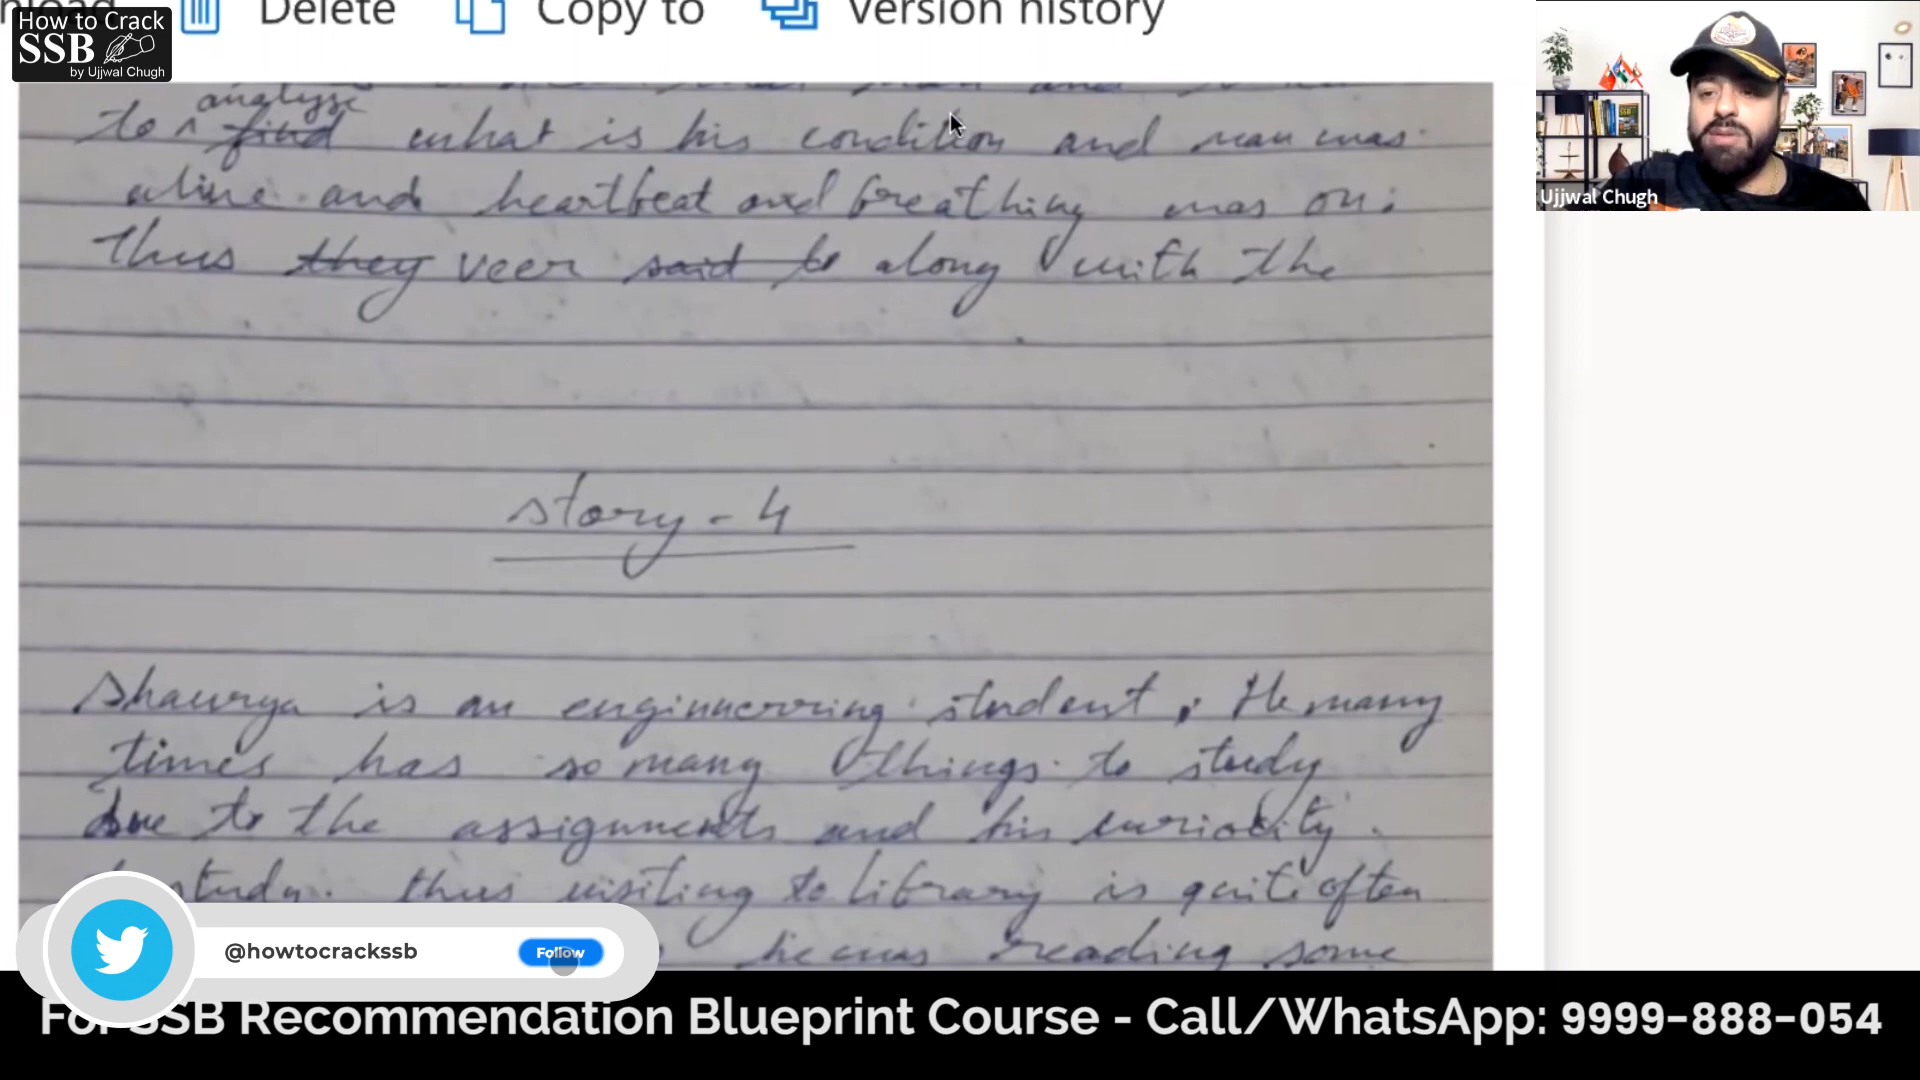 Delete Copy to Version history
How to Crack
SSB
by Ujjwal Chugh
analyse
to ^ find what is his condition and man was
alive and heartbeat and breathing was on.
Thus they veer said to along with the
story - 4
Shaurya is an enginnerring student. He many
times has so many things to study
due to the assignments and his curiosity
study. thus visiting to library is quite often
he was reading some
Ujjwal Chugh
@howtocrackssb
Follow
For SSB Recommendation Blueprint Course - Call/WhatsApp: 9999-888-054